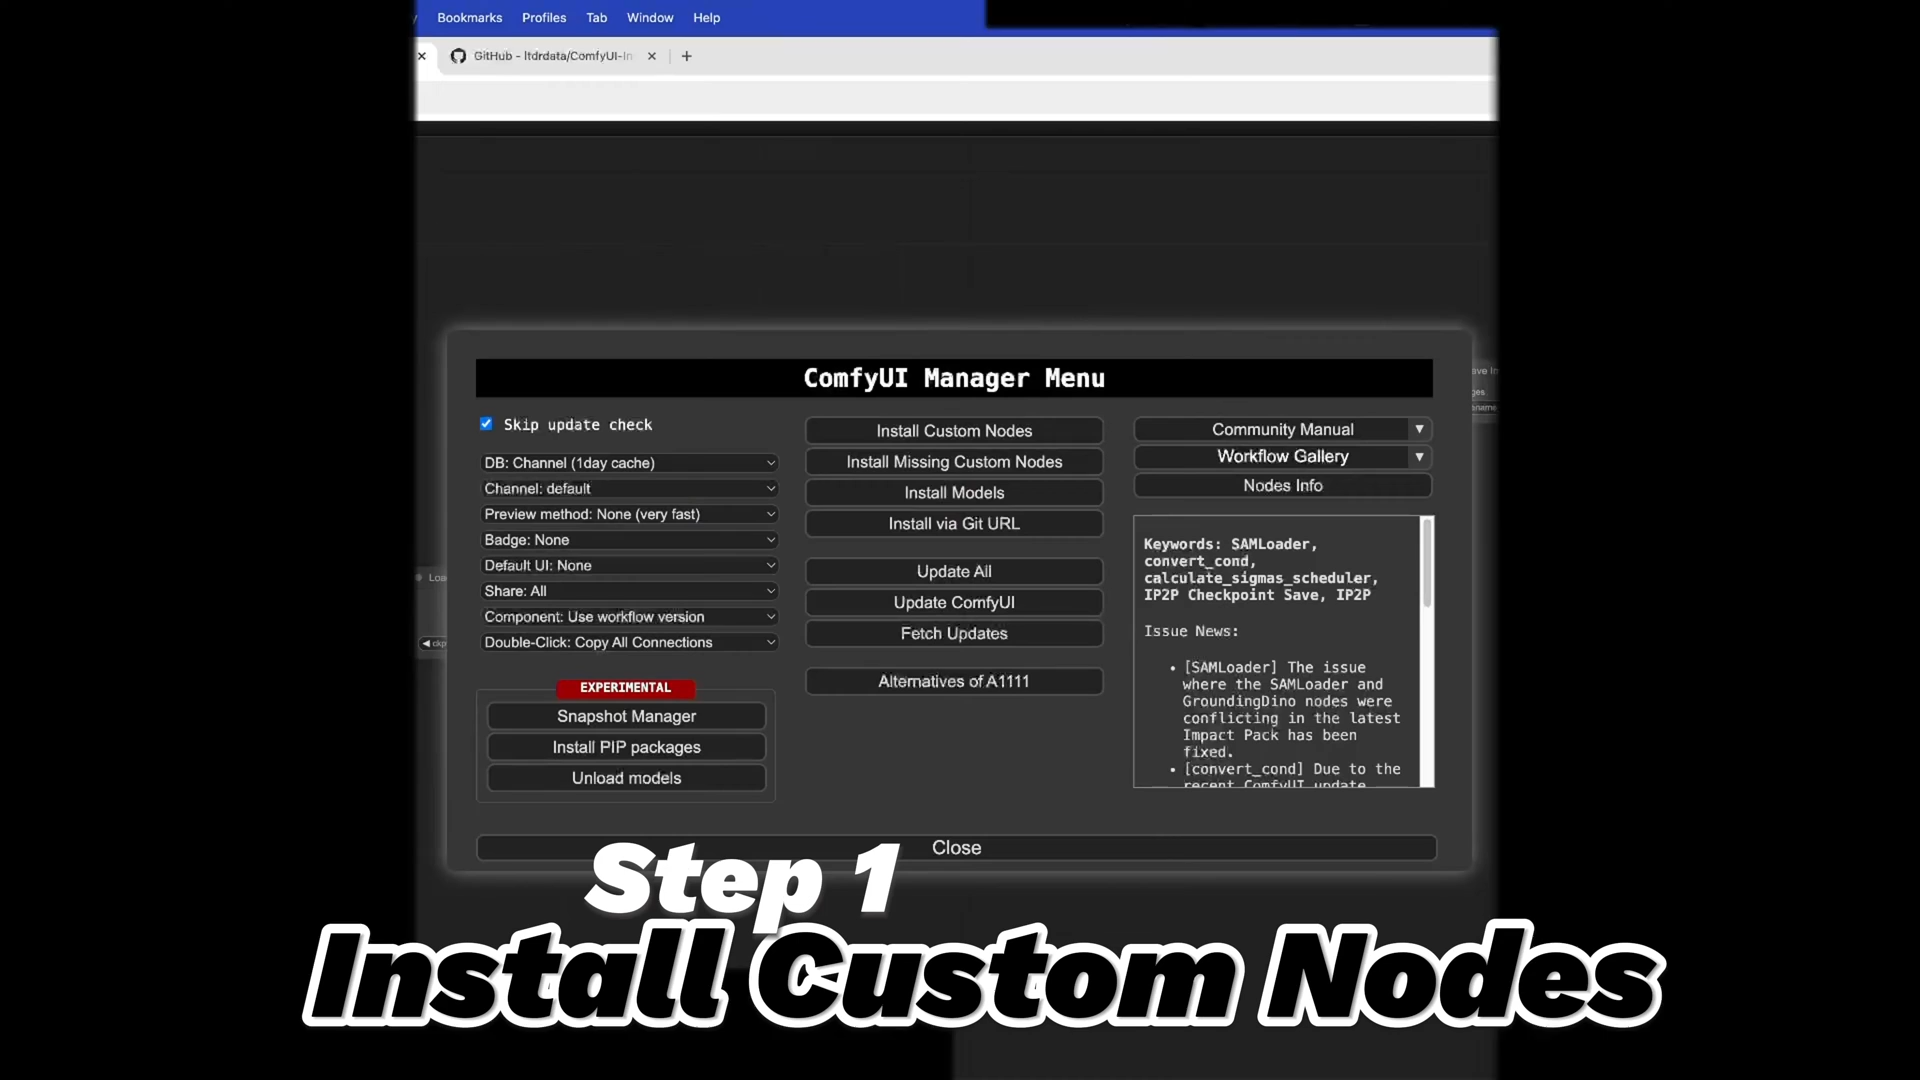 Bookmarks Profiles Tab Window Help
GitHub - ltdrdata/ComfyUI-In
ComfyUI Manager Menu
Skip update check
DB: Channel (1day cache)
Channel: default
Preview method: None (very fast)
Badge: None
Default UI: None
Share: All
Component: Use workflow version
Double-Click: Copy All Connections
EXPERIMENTAL
Snapshot Manager
Install PIP packages
Unload models
Install Custom Nodes
Install Missing Custom Nodes
Install Models
Install via Git URL
Update All
Update ComfyUI
Fetch Updates
Alternatives of A1111
Community Manual
Workflow Gallery
Nodes Info
Keywords: SAMLoader,
convert_cond,
calculate_sigmas_scheduler,
IP2P Checkpoint Save, IP2P
Issue News:
• [SAMLoader] The issue
where the SAMLoader and
GroundingDino nodes were
conflicting in the latest
Impact Pack has been
fixed.
• [convert_cond] Due to the
recent ComfyUI update
Close
Step 1
Install Custom Nodes